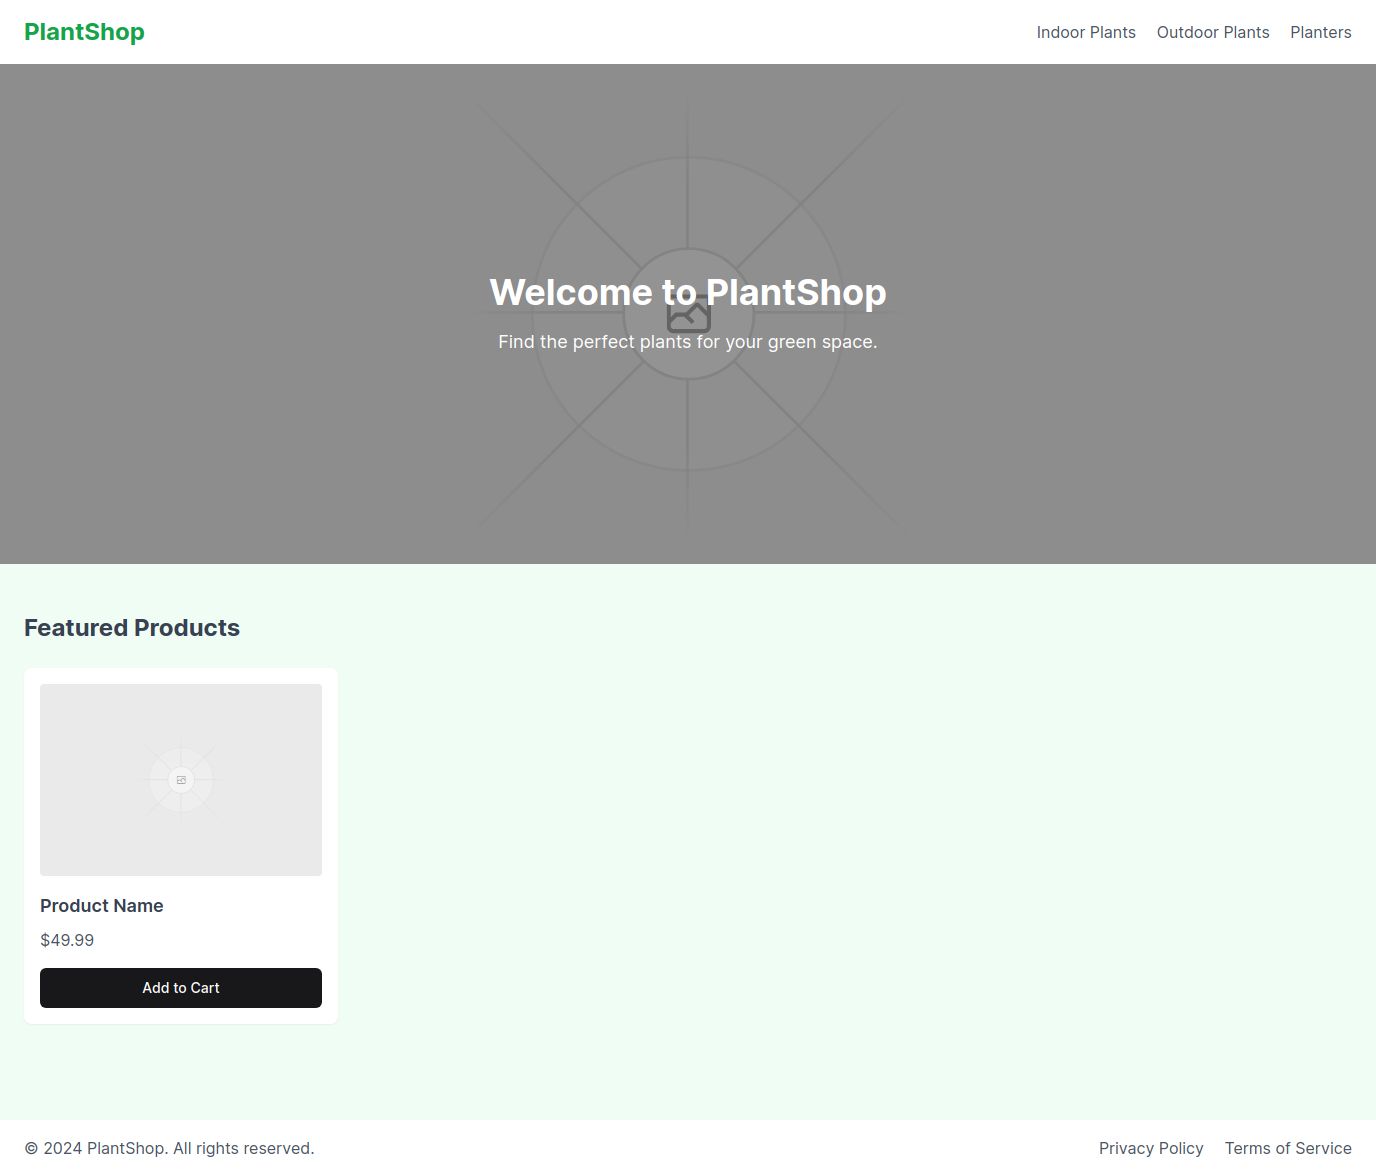 PlantShop
Indoor Plants Outdoor Plants Planters
Welcome to PlantShop
Find the perfect plants for your green space.
Featured Products
Product Name
$49.99
Add to Cart
© 2024 PlantShop. All rights reserved.
Privacy Policy Terms of Service